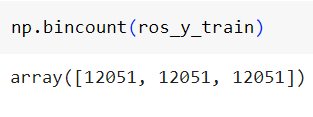 np.bincount(ros_y_train)
array([12051, 12051, 12051])